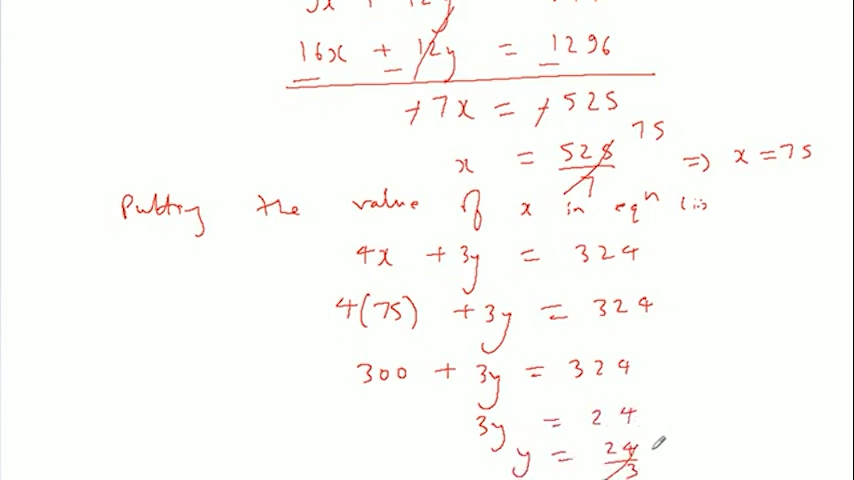 16x + 12y = 1296
+7x = +525
75
x = 525/7 => x = 75
Putting the value of x in eqn (ii)
4x + 3y = 324
4(75) + 3y = 324
300 + 3y = 324
3y = 24
y = 24/3